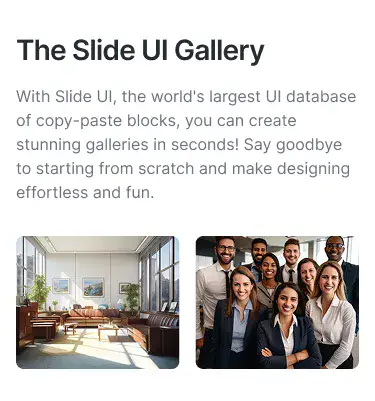 The Slide UI Gallery
With Slide UI, the world's largest UI database
of copy-paste blocks, you can create
stunning galleries in seconds! Say goodbye
to starting from scratch and make designing
effortless and fun.